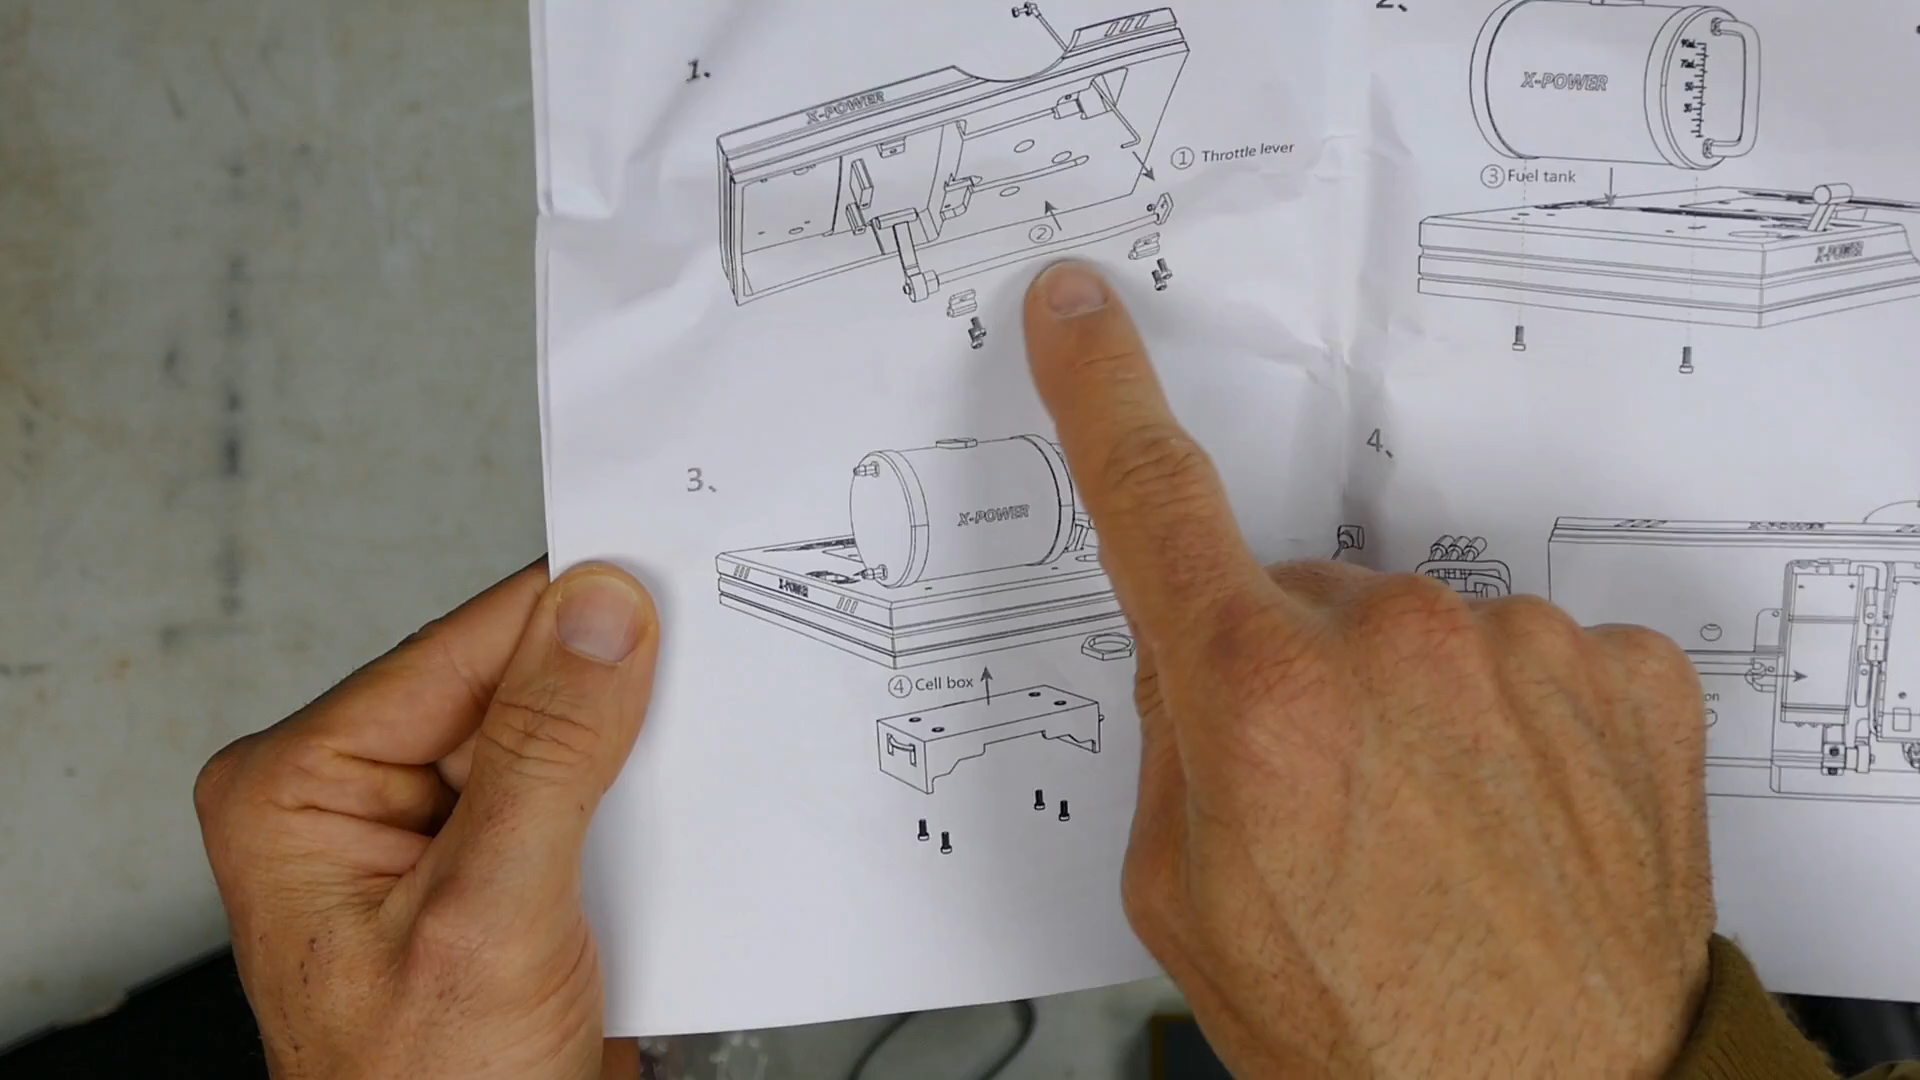 1、
X-POWER
① Throttle lever
②
2、
X-POWER
③ Fuel tank
X-POWER
3、
X-POWER
X-POWER
④ Cell box
4、
X-POWER
on